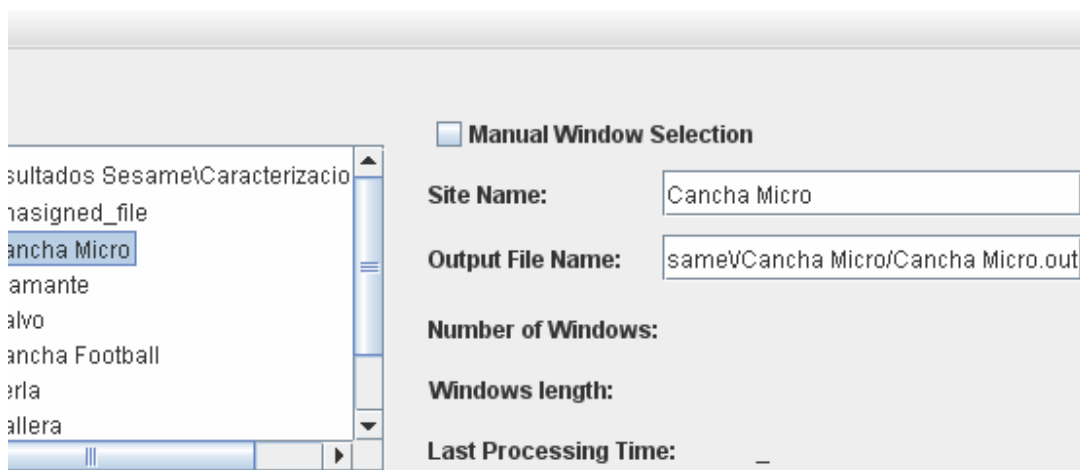 sultados Sesame\Caracterizacio
nasigned_file
ancha Micro
amante
alvo
ancha Football
erla
allera
Manual Window Selection
Site Name: Cancha Micro
Output File Name: same\/Cancha Micro/Cancha Micro.out
Number of Windows:
Windows length:
Last Processing Time: _